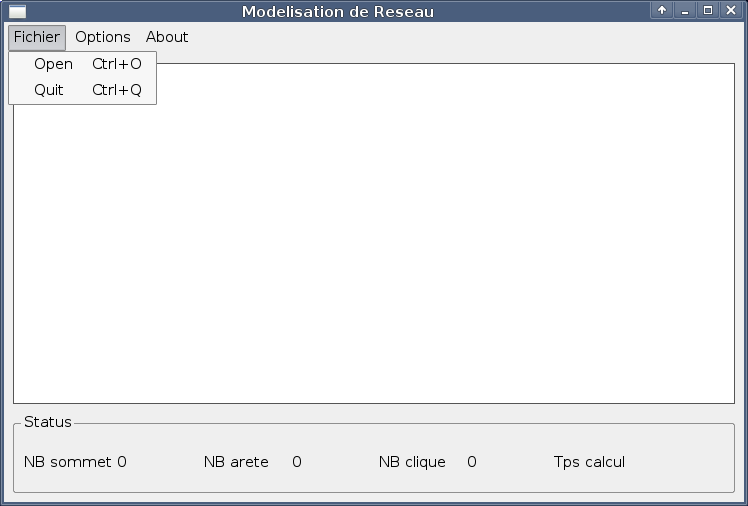 Modelisation de Reseau
Fichier Options About
Open Ctrl+O
Quit Ctrl+Q
Status
NB sommet 0 NB arete 0 NB clique 0 Tps calcul